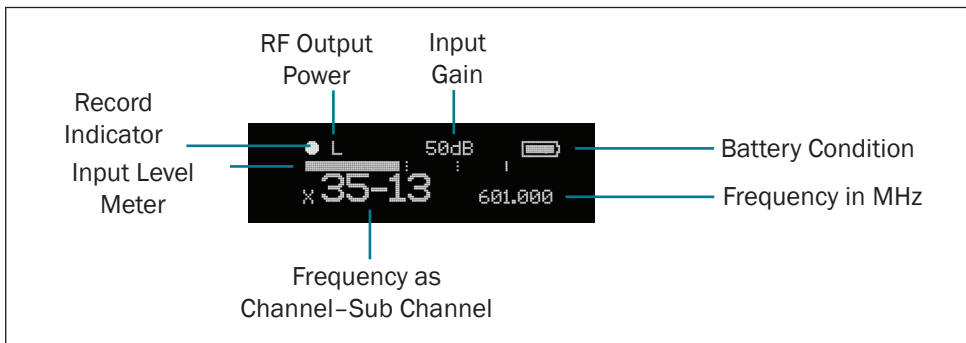 RF Output
Power
Input
Gain
Record
Indicator
Input Level
Meter
L
50dB
x 35-13
601.000
Battery Condition
Frequency in MHz
Frequency as
Channel–Sub Channel